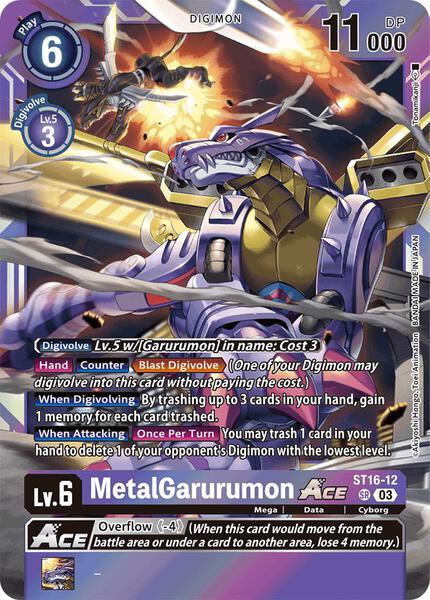 DIGIMON
Play
6
11000
DP
Digivolve
Lv.5
3
Tonamikanji
Digivolve Lv.5 w/[Garurumon] in name: Cost 3
Hand Counter Blast Digivolve (One of your Digimon may
digivolve into this card without paying the cost.)
When Digivolving By trashing up to 3 cards in your hand, gain
1 memory for each card trashed.
When Attacking Once Per Turn You may trash 1 card in your
hand to delete 1 of your opponent's Digimon with the lowest level.
©Akiyoshi Hongo, Toei Animation BANDAI MADE IN JAPAN
Lv.6 MetalGarurumon ACE
ST16-12
SR 03
Mega Data Cyborg
ACE Overflow《-4》(When this card would move from the
battle area or under a card to another area, lose 4 memory.)
-